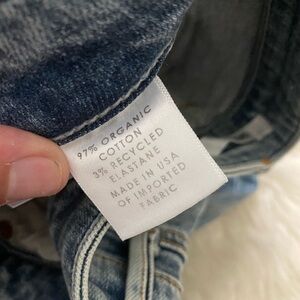 97% ORGANIC
COTTON
3% RECYCLED
ELASTANE
MADE IN USA
OF IMPORTED
FABRIC